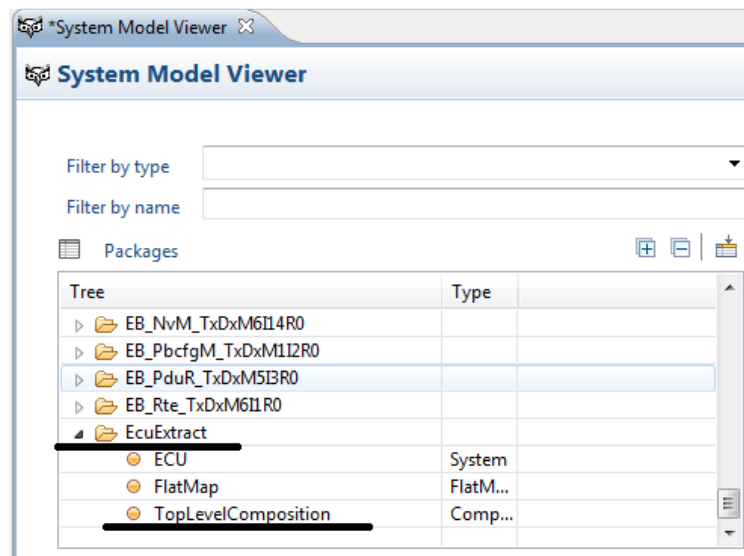 *System Model Viewer
System Model Viewer
Filter by type
Filter by name
Packages
Tree Type
EB_NvM_TxDxM6I14R0
EB_PbcfgM_TxDxM1I2R0
EB_PduR_TxDxM5I3R0
EB_Rte_TxDxM6I1R0
EcuExtract
ECU System
FlatMap FlatM...
TopLevelComposition Comp...